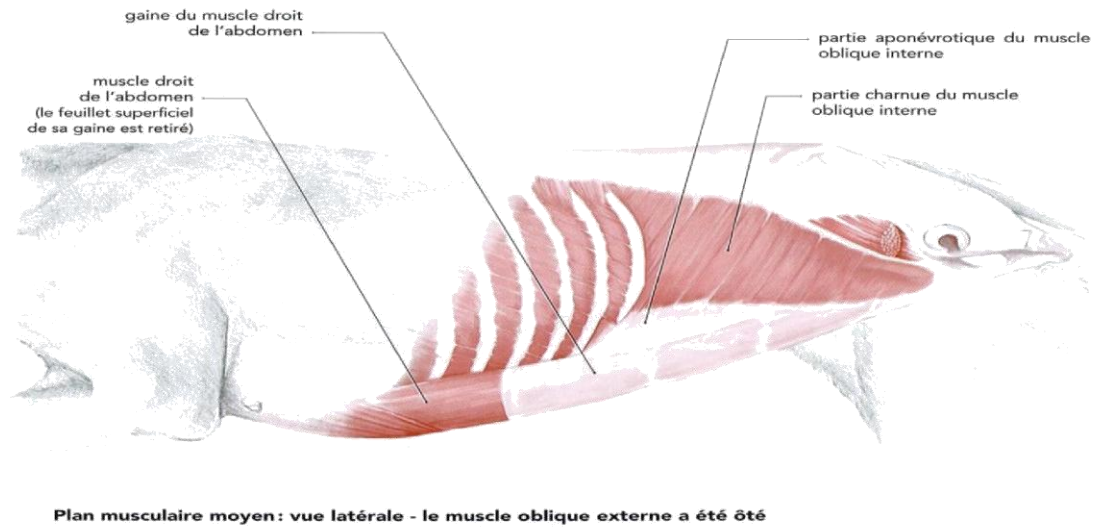 gaine du muscle droit
de l'abdomen
partie aponévrotique du muscle
oblique interne
muscle droit
de l'abdomen
(le feuillet superficiel
de sa gaine est retiré)
partie charnue du muscle
oblique interne
Plan musculaire moyen : vue latérale - le muscle oblique externe a été ôté